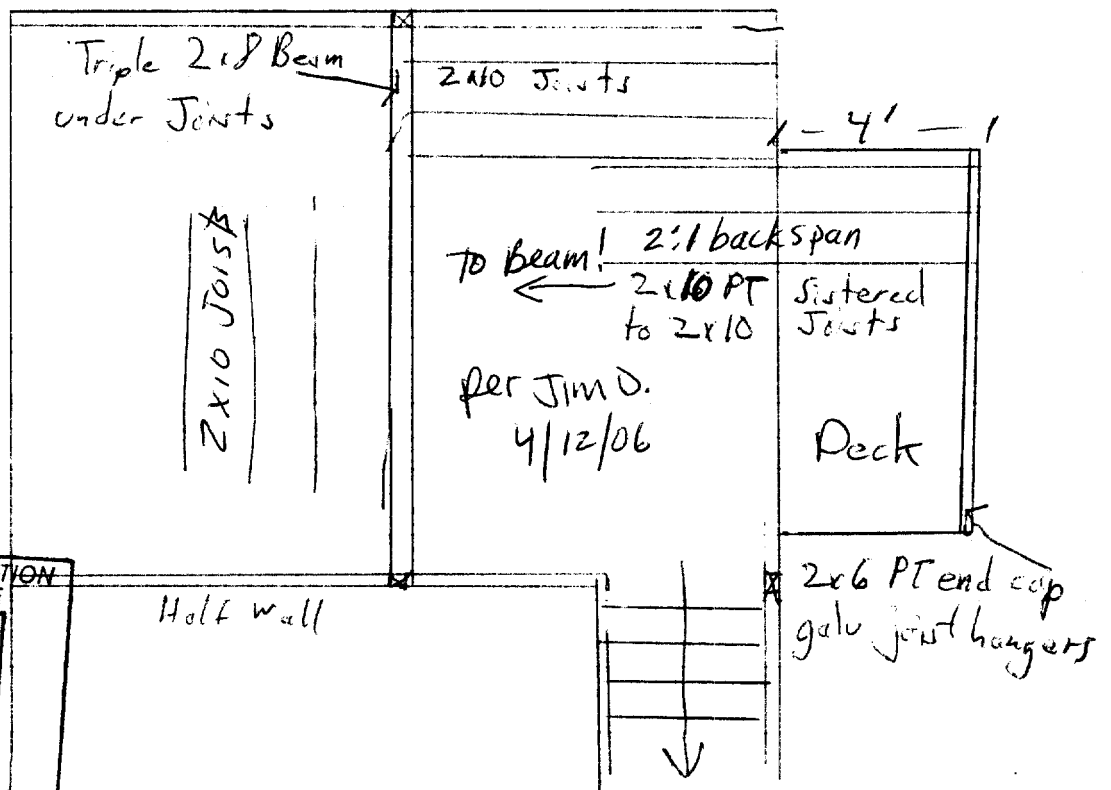 Triple 2x8 Beam
under Joists
2x10 Joists
4'
2x10 JOIST
To Beam!
2:1 backspan
2x10 PT sistered
to 2x10 Joists
per Jim D.
4/12/06
Deck
Half wall
2x6 PT end cap
galv joist hangers
TION